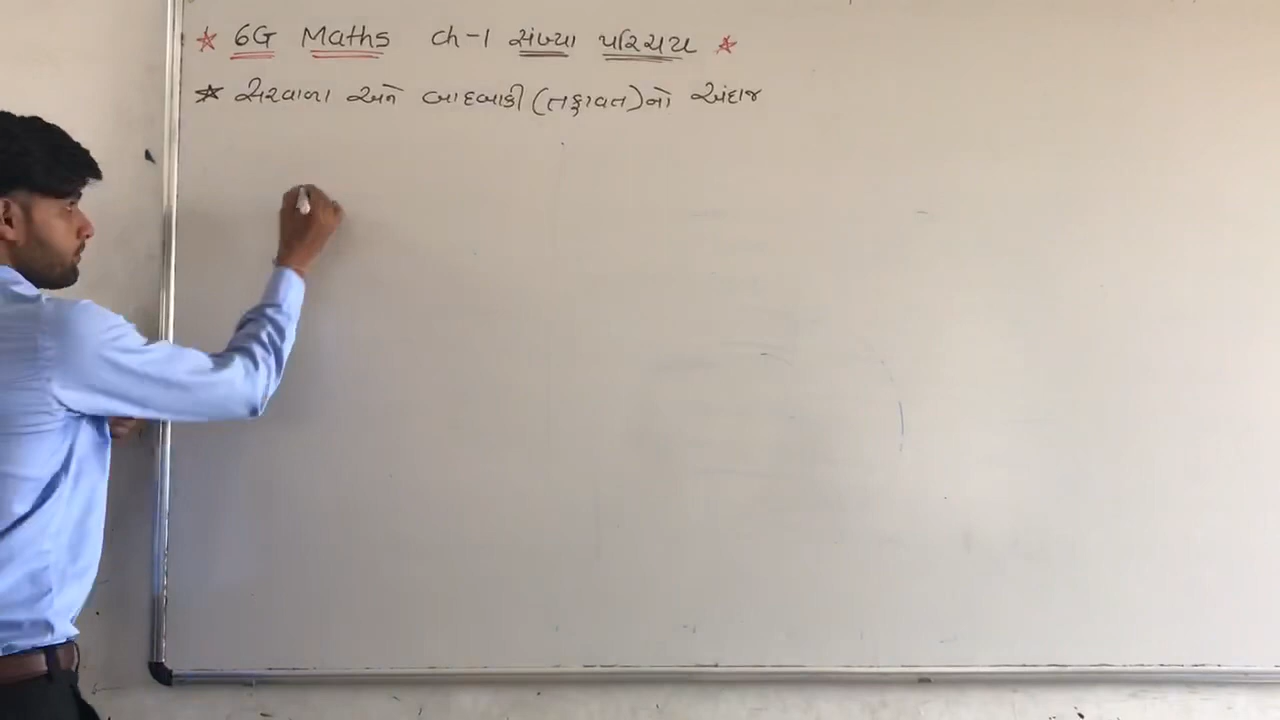 ★ 6G Maths ch-1 સંખ્યા પરિચય ★
★ સરવાળા અને બાદબાકી (તફાવત)નો અંદાજ